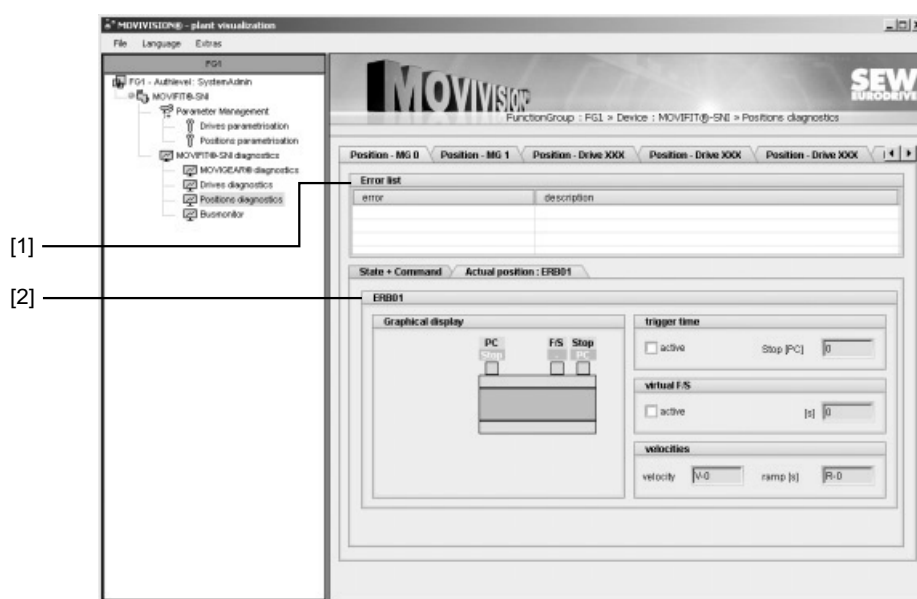 MOVIVISION® - plant visualization
File Language Extras
FG1
FG1 - Authlevel: SystemAdmin
MOVIFIT®-SNI
Parameter Management
Drives parametrisation
Positions parametrisation
MOVIFIT®-SNI diagnostics
MOVIGEAR® diagnostics
Drives diagnostics
Positions diagnostics
Busmonitor
MOVIVISION
SEW
EURODRIVE
FunctionGroup : FG1 » Device : MOVIFIT®-SNI » Positions diagnostics
Position - MG 0 Position - MG 1 Position - Drive XXX Position - Drive XXX Position - Drive XXX
[1]
Error list
error description
State + Command Actual position : ERB01
[2]
ERB01
Graphical display
PC F/S Stop
Stop - PC
trigger time
active Stop [PC] 0
virtual F/S
active [s] 0
velocities
velocity V-0 ramp [s] R-0